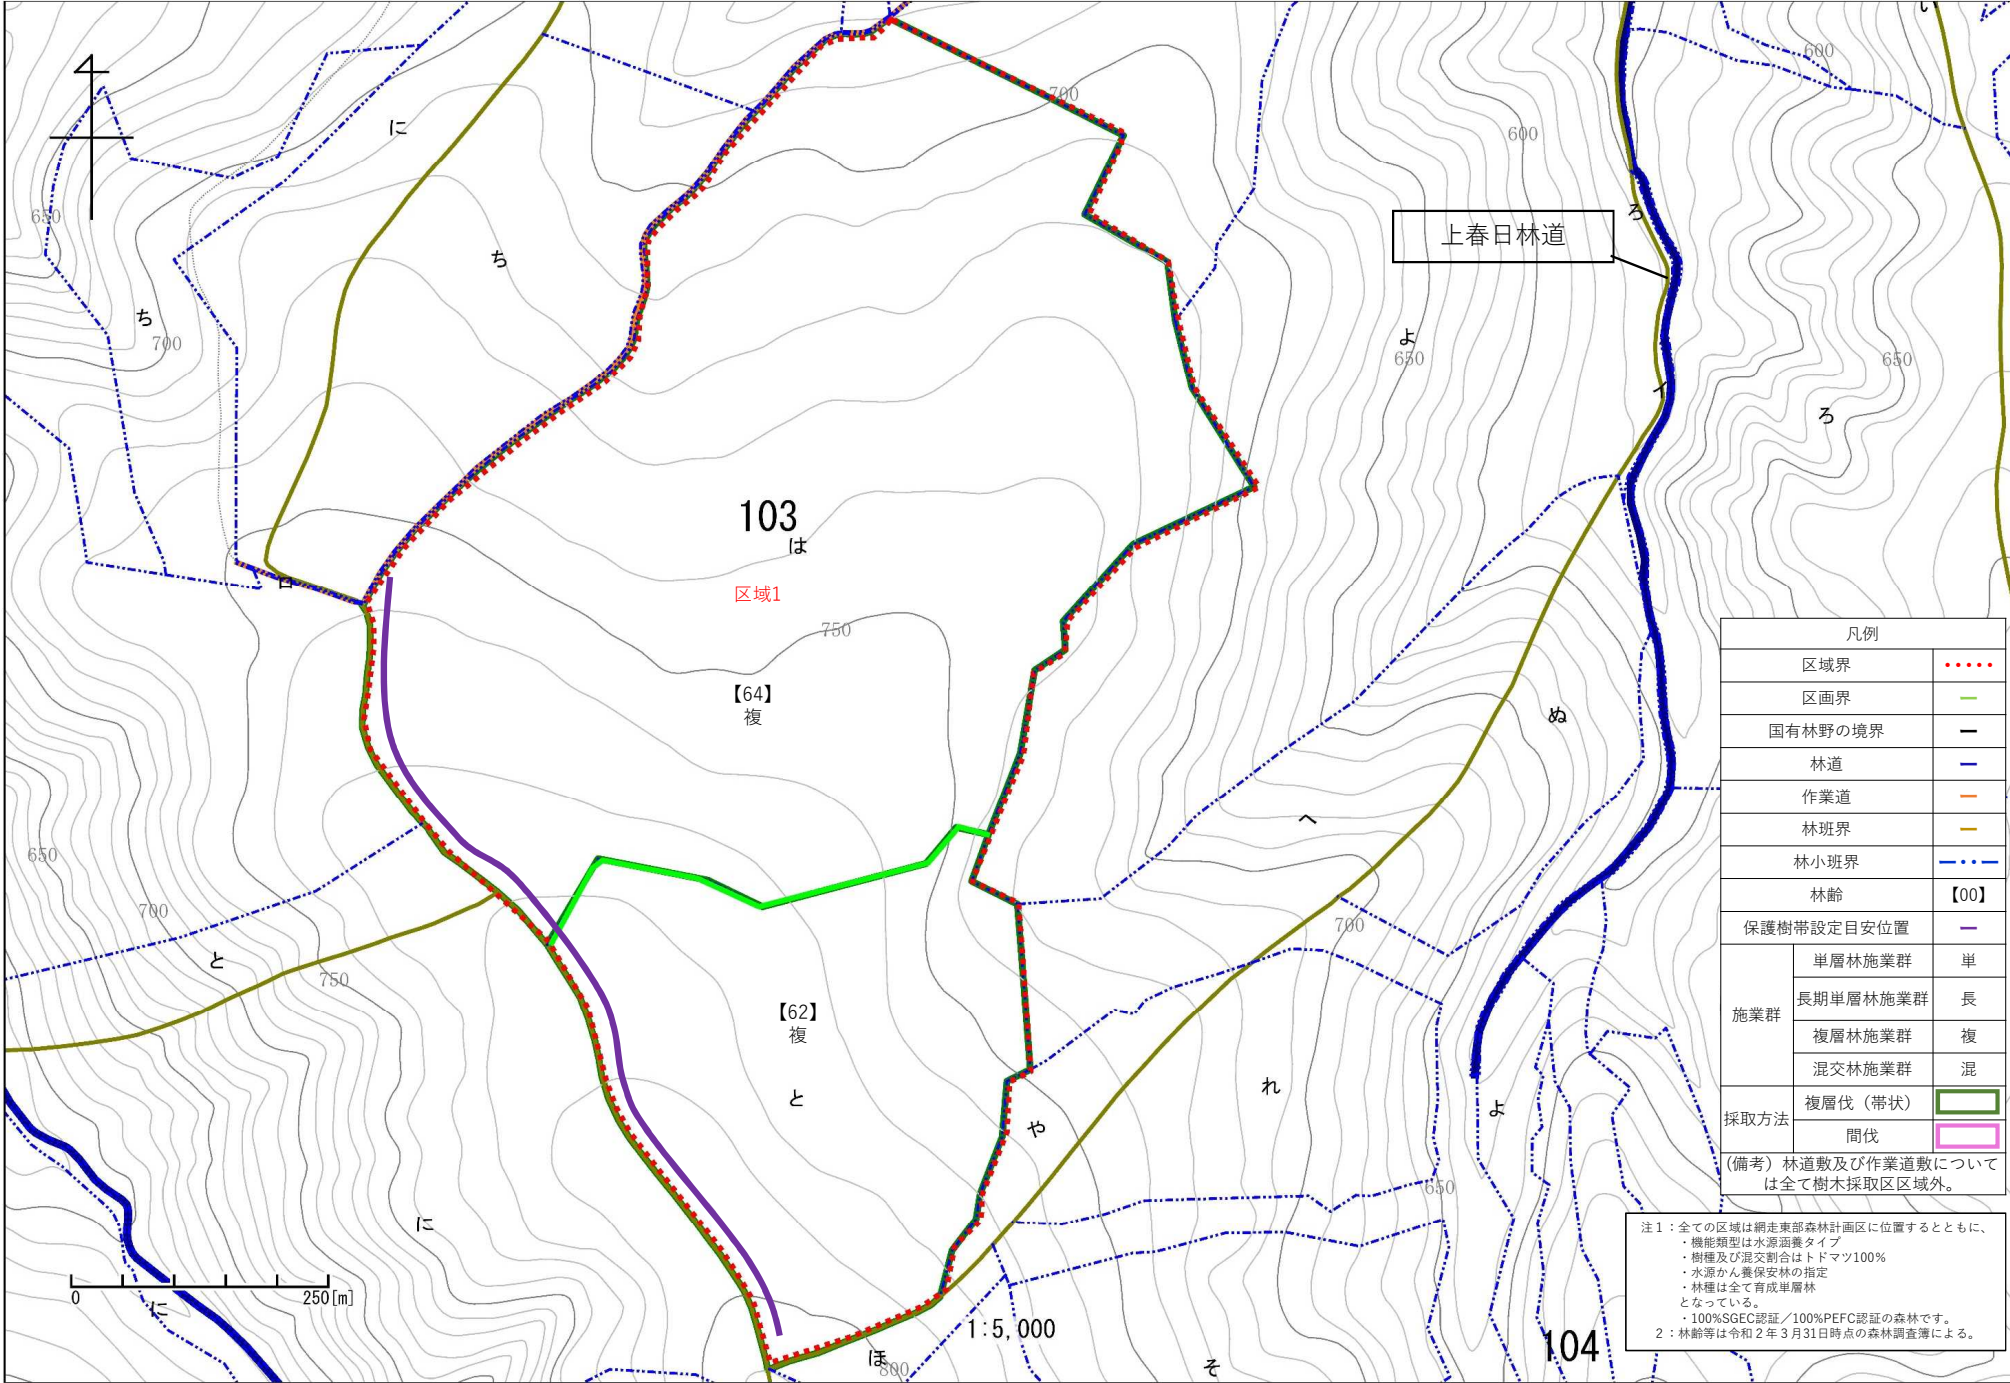 い
600
700
に
600
650
ろ
上春日林道
ち
ち
700
よ
650
650
イ
ろ
103
は
ロ
区域1
750
【64】
複
ぬ
へ
650
700
と
750
700
【62】
複
と
れ
や
よ
650
に
に
0 250[m]
1:5,000
ほ
800
そ
104
凡例
区域界
区画界
国有林野の境界
林道
作業道
林班界
林小班界
林齢 【00】
保護樹帯設定目安位置
施業群
単層林施業群 単
長期単層林施業群 長
複層林施業群 複
混交林施業群 混
採取方法
複層伐（帯状）
間伐
(備考）林道敷及び作業道敷について
は全て樹木採取区区域外。
注１：全ての区域は網走東部森林計画区に位置するとともに、
・機能類型は水源涵養タイプ
・樹種及び混交割合はトドマツ100%
・水源かん養保安林の指定
・林種は全て育成単層林
となっている。
・100%SGEC認証／100%PEFC認証の森林です。
２：林齢等は令和２年３月31日時点の森林調査簿による。